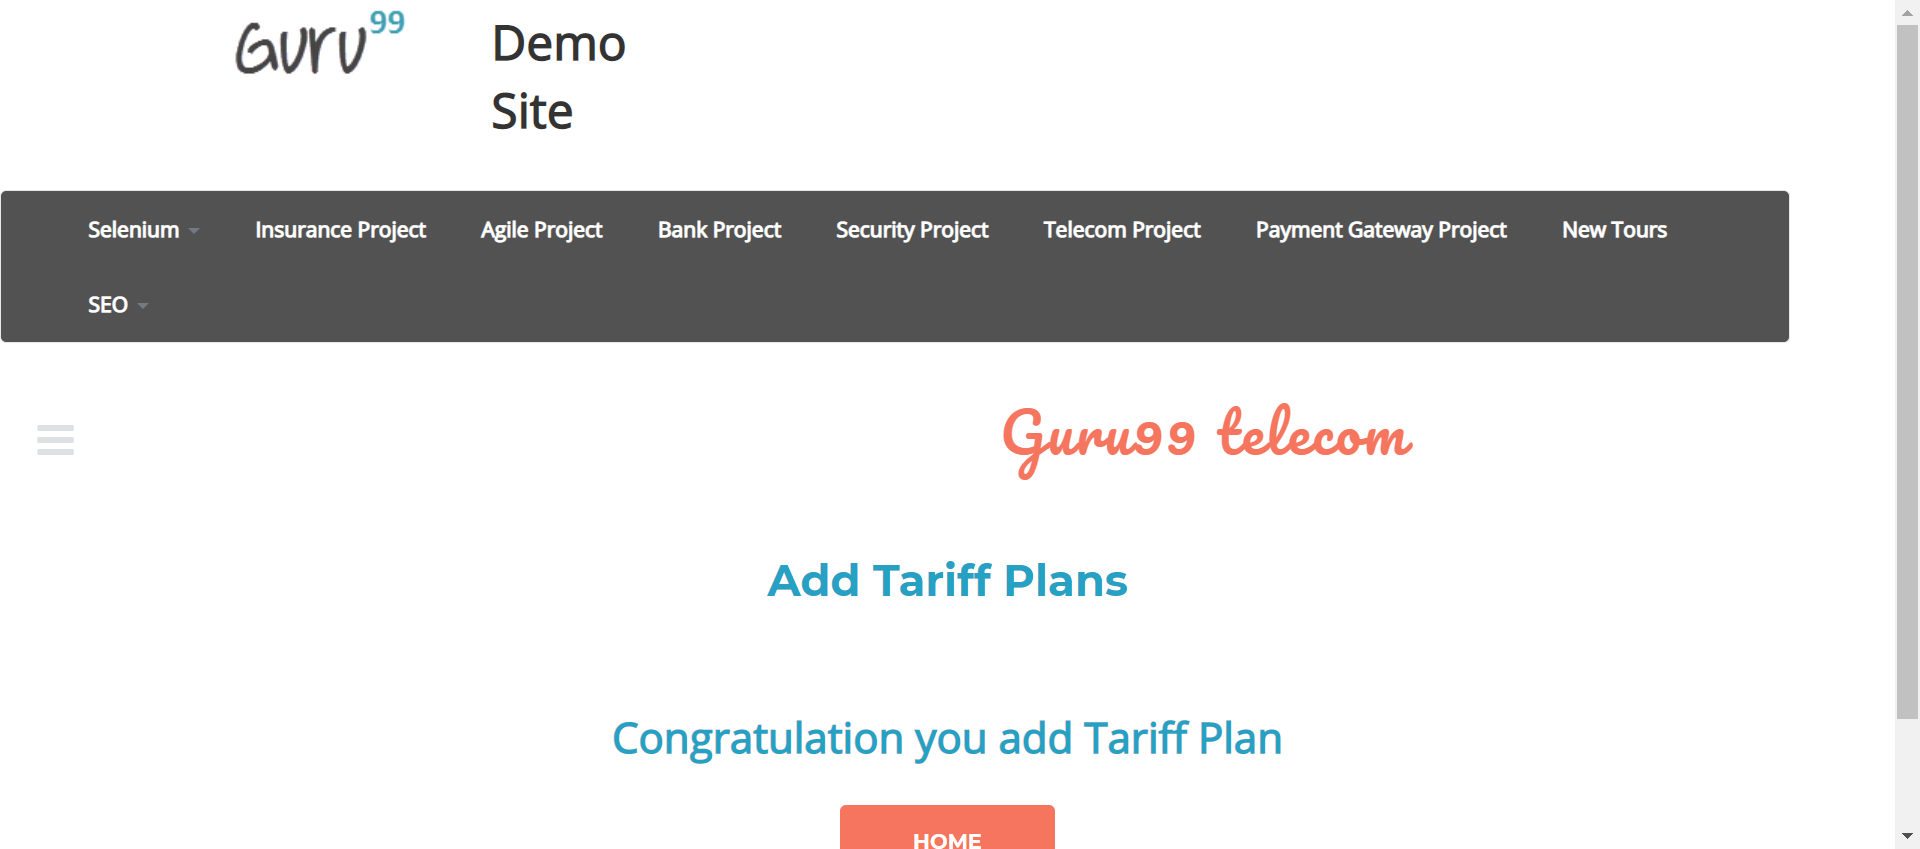 Guru99
Demo
Site
Selenium Insurance Project Agile Project Bank Project Security Project Telecom Project Payment Gateway Project New Tours
SEO
Guru99 telecom
Add Tariff Plans
Congratulation you add Tariff Plan
HOME